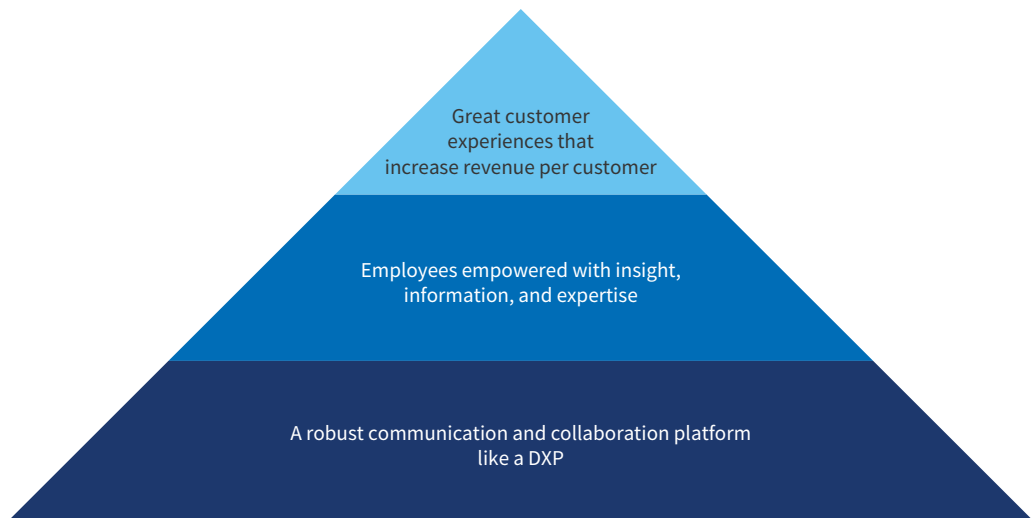 Great customer
experiences that
increase revenue per customer
Employees empowered with insight,
information, and expertise
A robust communication and collaboration platform
like a DXP